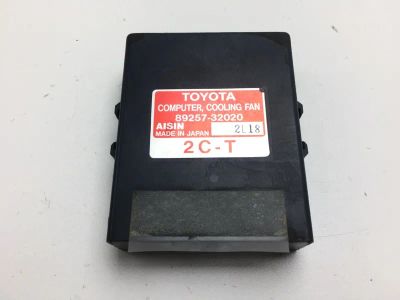 TOYOTA
COMPUTER, COOLING FAN
89257-32020
AISIN
MADE IN JAPAN 2L18
2C-T